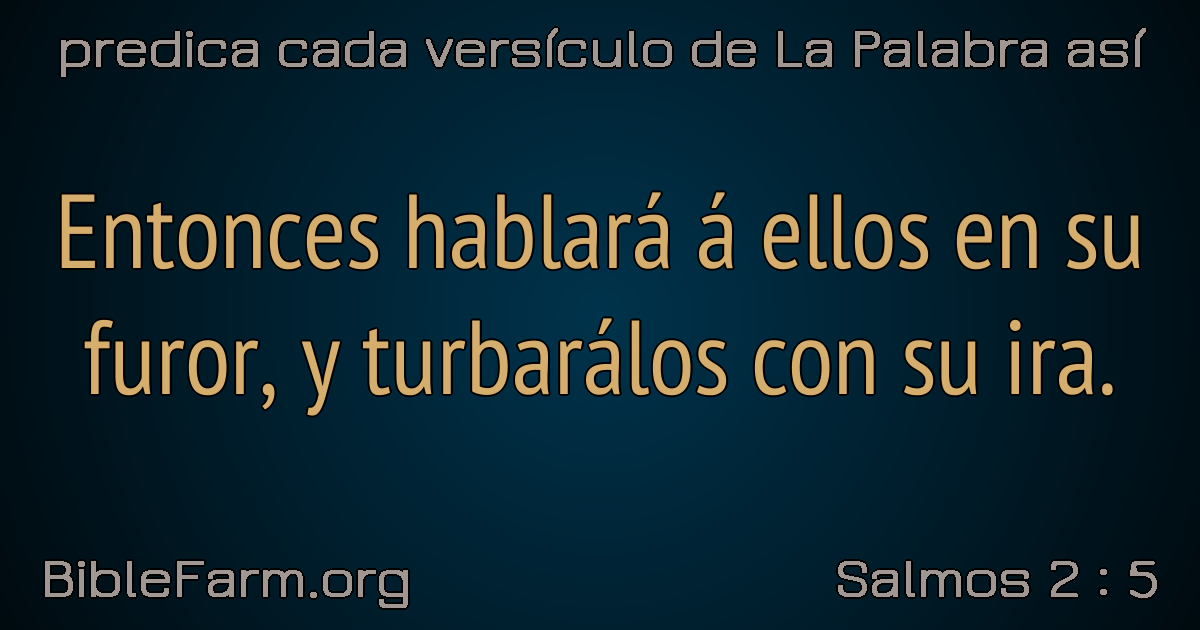 predica cada versículo de La Palabra así
Entonces hablará á ellos en su
furor, y turbarálos con su ira.
BibleFarm.org
Salmos 2 : 5